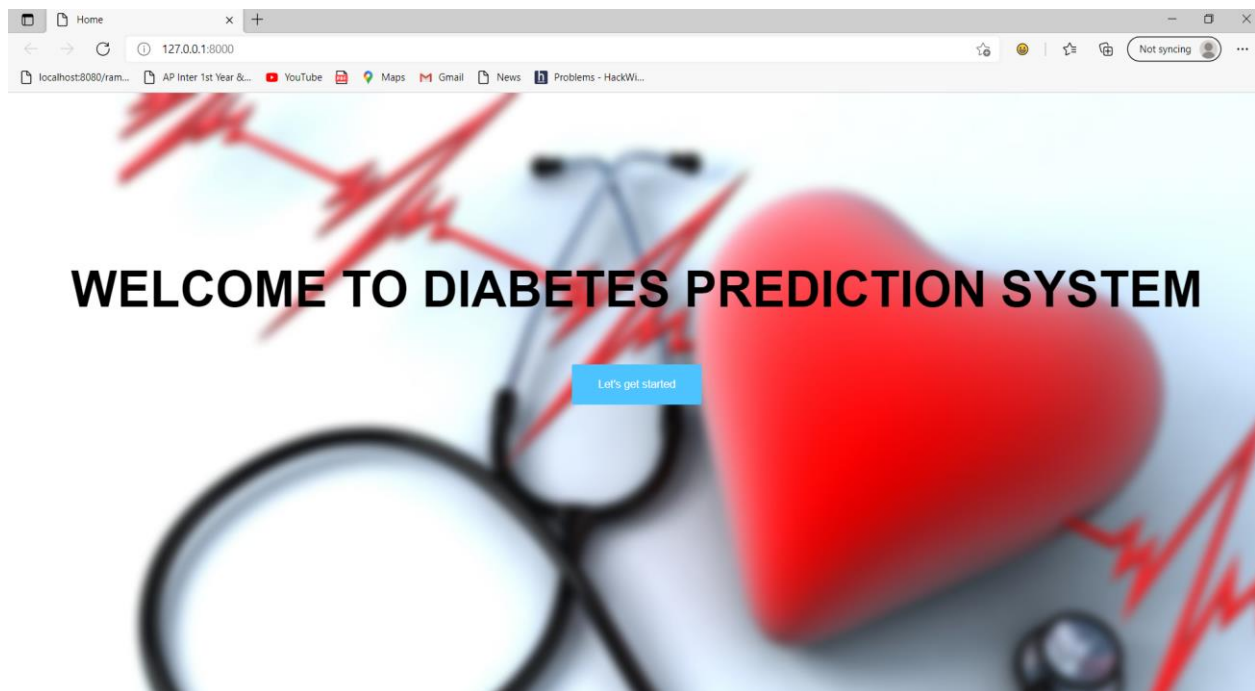 Home
127.0.0.1:8000
Not syncing
localhost:8080/ram... AP Inter 1st Year &... YouTube Maps Gmail News Problems - HackWi...
WELCOME TO DIABETES PREDICTION SYSTEM
Let's get started